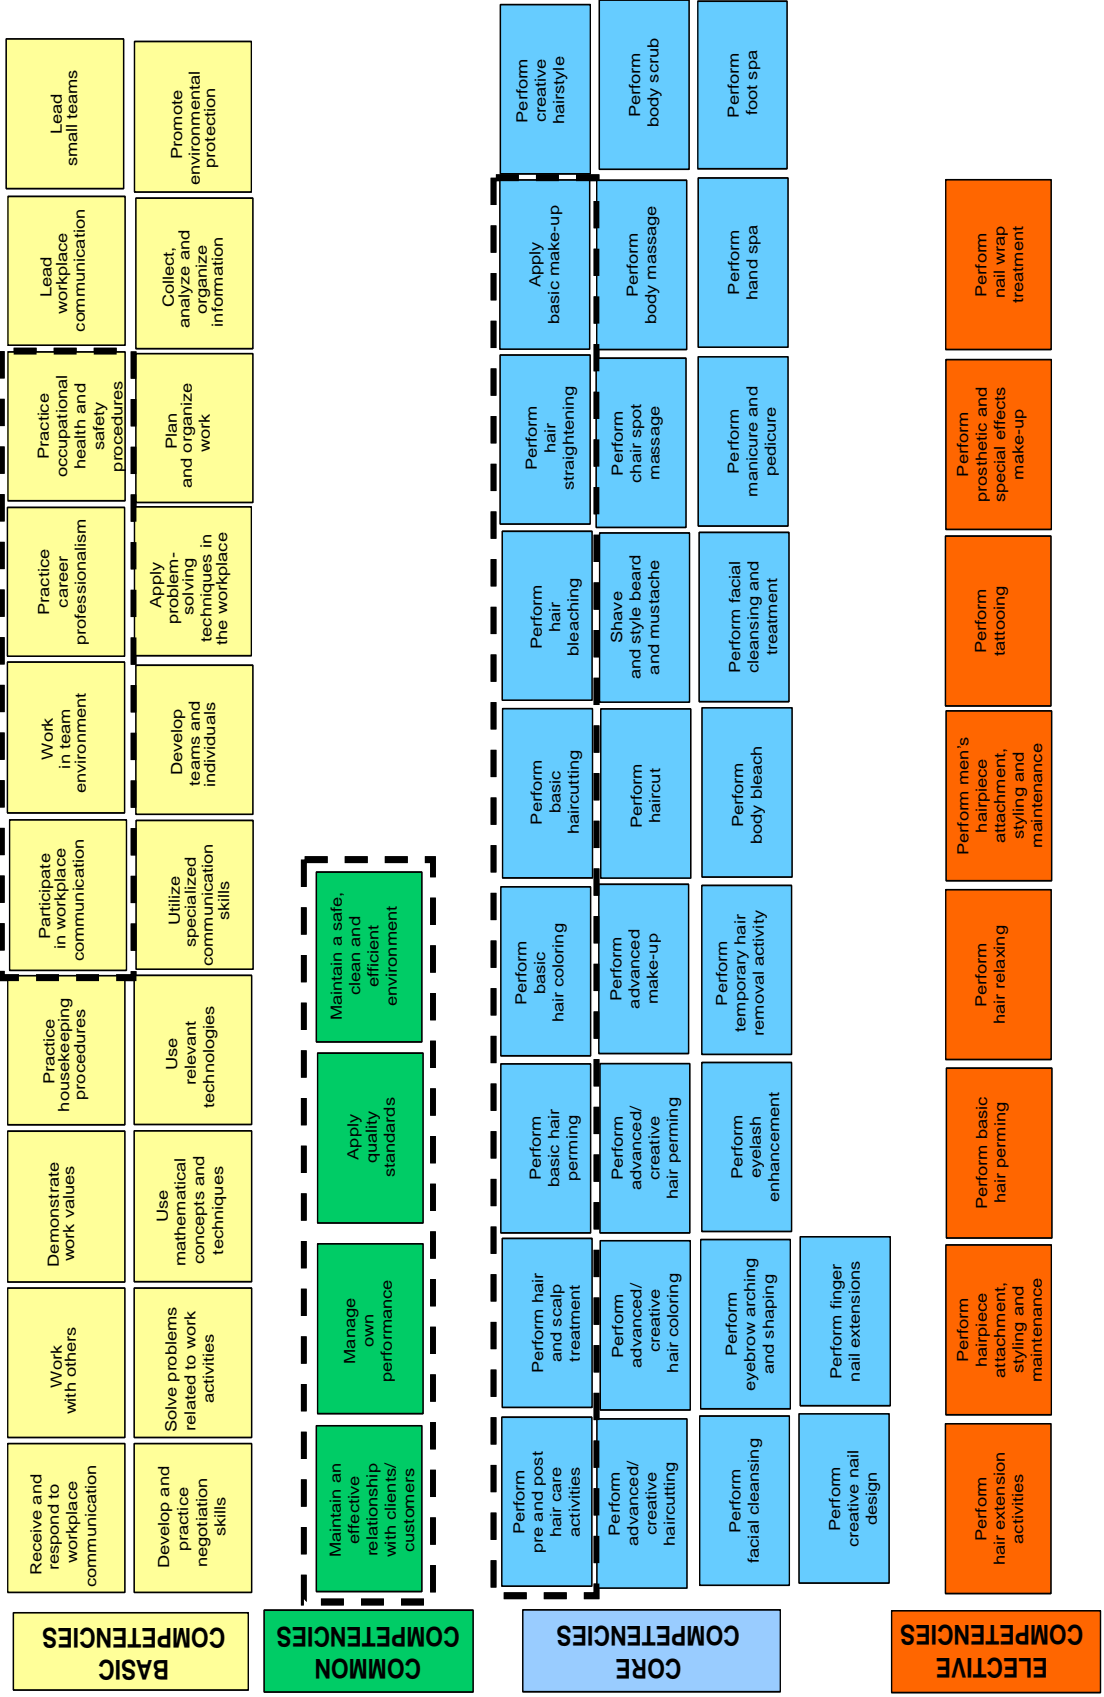 BASIC
COMPETENCIES
Receive and
respond to
workplace
communication
Work
with others
Demonstrate
work values
Practice
housekeeping
procedures
Participate
in workplace
communication
Work
in team
environment
Practice
career
professionalism
Practice
occupational
health and
safety
procedures
Lead
workplace
communication
Lead
small teams
Develop and
practice
negotiation
skills
Solve problems
related to work
activities
Use
mathematical
concepts and
techniques
Use
relevant
technologies
Utilize
specialized
communication
skills
Develop
teams and
individuals
Apply
problem-
solving
techniques in
the workplace
Plan
and organize
work
Collect,
analyze and
organize
information
Promote
environmental
protection
COMMON
COMPETENCIES
Maintain an
effective
relationship
with clients/
customers
Manage
own
performance
Apply
quality
standards
Maintain a safe,
clean and
efficient
environment
CORE
COMPETENCIES
Perform
pre and post
hair care
activities
Perform hair
and scalp
treatment
Perform
basic hair
perming
Perform
basic
hair coloring
Perform
basic
haircutting
Perform
hair
bleaching
Perform
hair
straightening
Apply
basic make-up
Perform
creative
hairstyle
Perform
advanced/
creative
haircutting
Perform
advanced/
creative
hair coloring
Perform
advanced/
creative
hair perming
Perform
advanced
make-up
Perform
haircut
Shave
and style beard
and mustache
Perform
chair spot
massage
Perform
body massage
Perform
body scrub
Perform
facial cleansing
Perform
eyebrow arching
and shaping
Perform
eyelash
enhancement
Perform
temporary hair
removal activity
Perform
body bleach
Perform facial
cleansing and
treatment
Perform
manicure and
pedicure
Perform
hand spa
Perform
foot spa
Perform
creative nail
design
Perform finger
nail extensions
ELECTIVE
COMPETENCIES
Perform
hair extension
activities
Perform
hairpiece
attachment,
styling and
maintenance
Perform basic
hair perming
Perform
hair relaxing
Perform men's
hairpiece
attachment,
styling and
maintenance
Perform
tattooing
Perform
prosthetic and
special effects
make-up
Perform
nail wrap
treatment